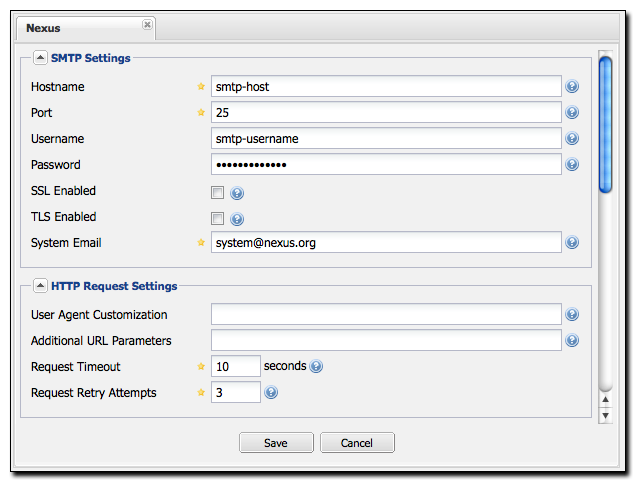 Nexus
SMTP Settings
Hostname smtp-host
Port 25
Username smtp-username
Password •••••••••••••
SSL Enabled
TLS Enabled
System Email system@nexus.org
HTTP Request Settings
User Agent Customization
Additional URL Parameters
Request Timeout 10 seconds
Request Retry Attempts 3
Save Cancel